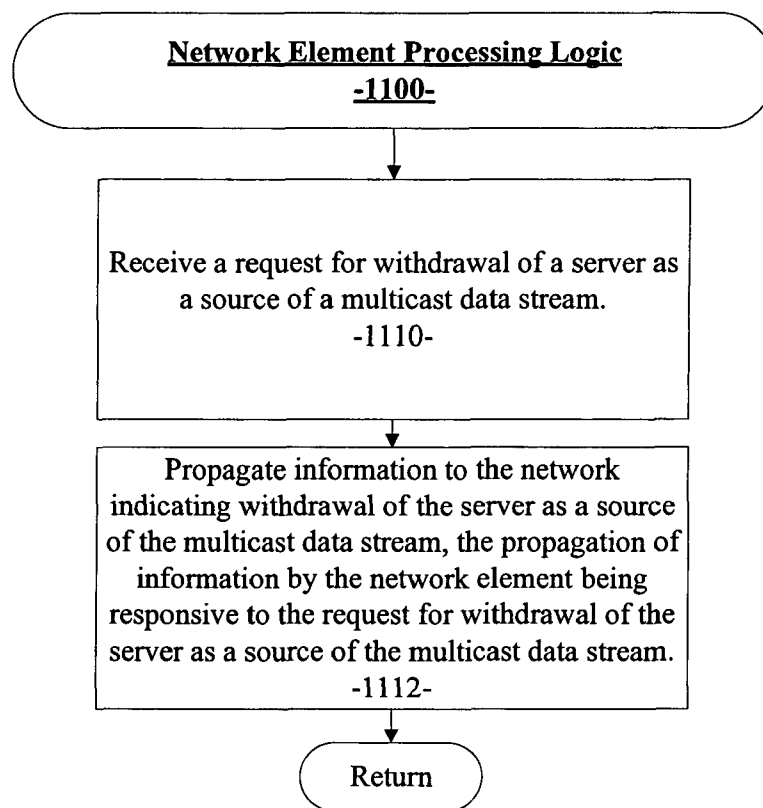 Network Element Processing Logic
-1100-
Receive a request for withdrawal of a server as
a source of a multicast data stream.
-1110-
Propagate information to the network
indicating withdrawal of the server as a source
of the multicast data stream, the propagation of
information by the network element being
responsive to the request for withdrawal of the
server as a source of the multicast data stream.
-1112-
Return